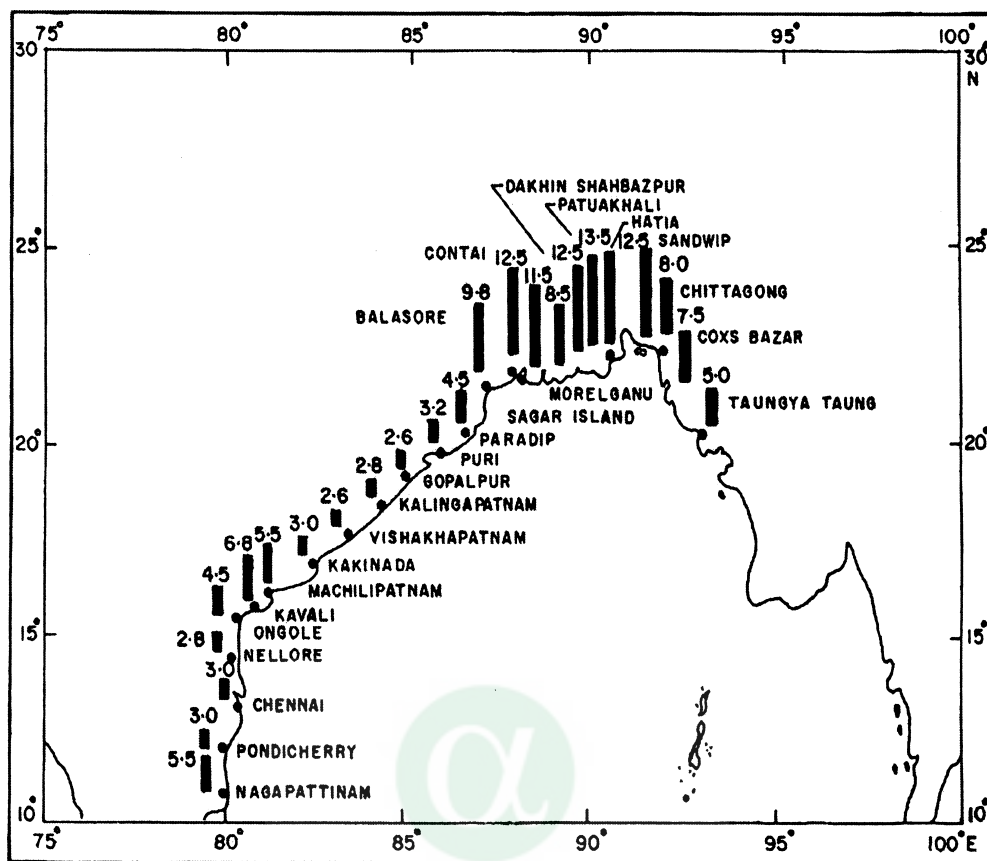 75° 80° 85° 90° 95° 100°
30° 30°
N
DAKHIN SHAHBAZPUR
PATUAKHALI
HATIA
25° 25°
CONTAI 12.5 11.5 8.5 12.5 13.5 12.5 SANDWIP
8.0 CHITTAGONG
9.8
BALASORE
7.5
COXS BAZAR
4.5
5.0
TAUNGYA TAUNG
MORELGANU
SAGAR ISLAND
3.2
PARADIP
20° 20°
2.6
PURI
2.8
GOPALPUR
2.6
KALINGAPATNAM
3.0
VISHAKHAPATNAM
6.8 5.5
KAKINADA
4.5
MACHILIPATNAM
KAVALI
ONGOLE
15° 15°
2.8
NELLORE
3.0
CHENNAI
3.0
PONDICHERRY
5.5
NAGAPATTINAM
10° 10°
75° 80° 85° 90° 95° 100° E
α